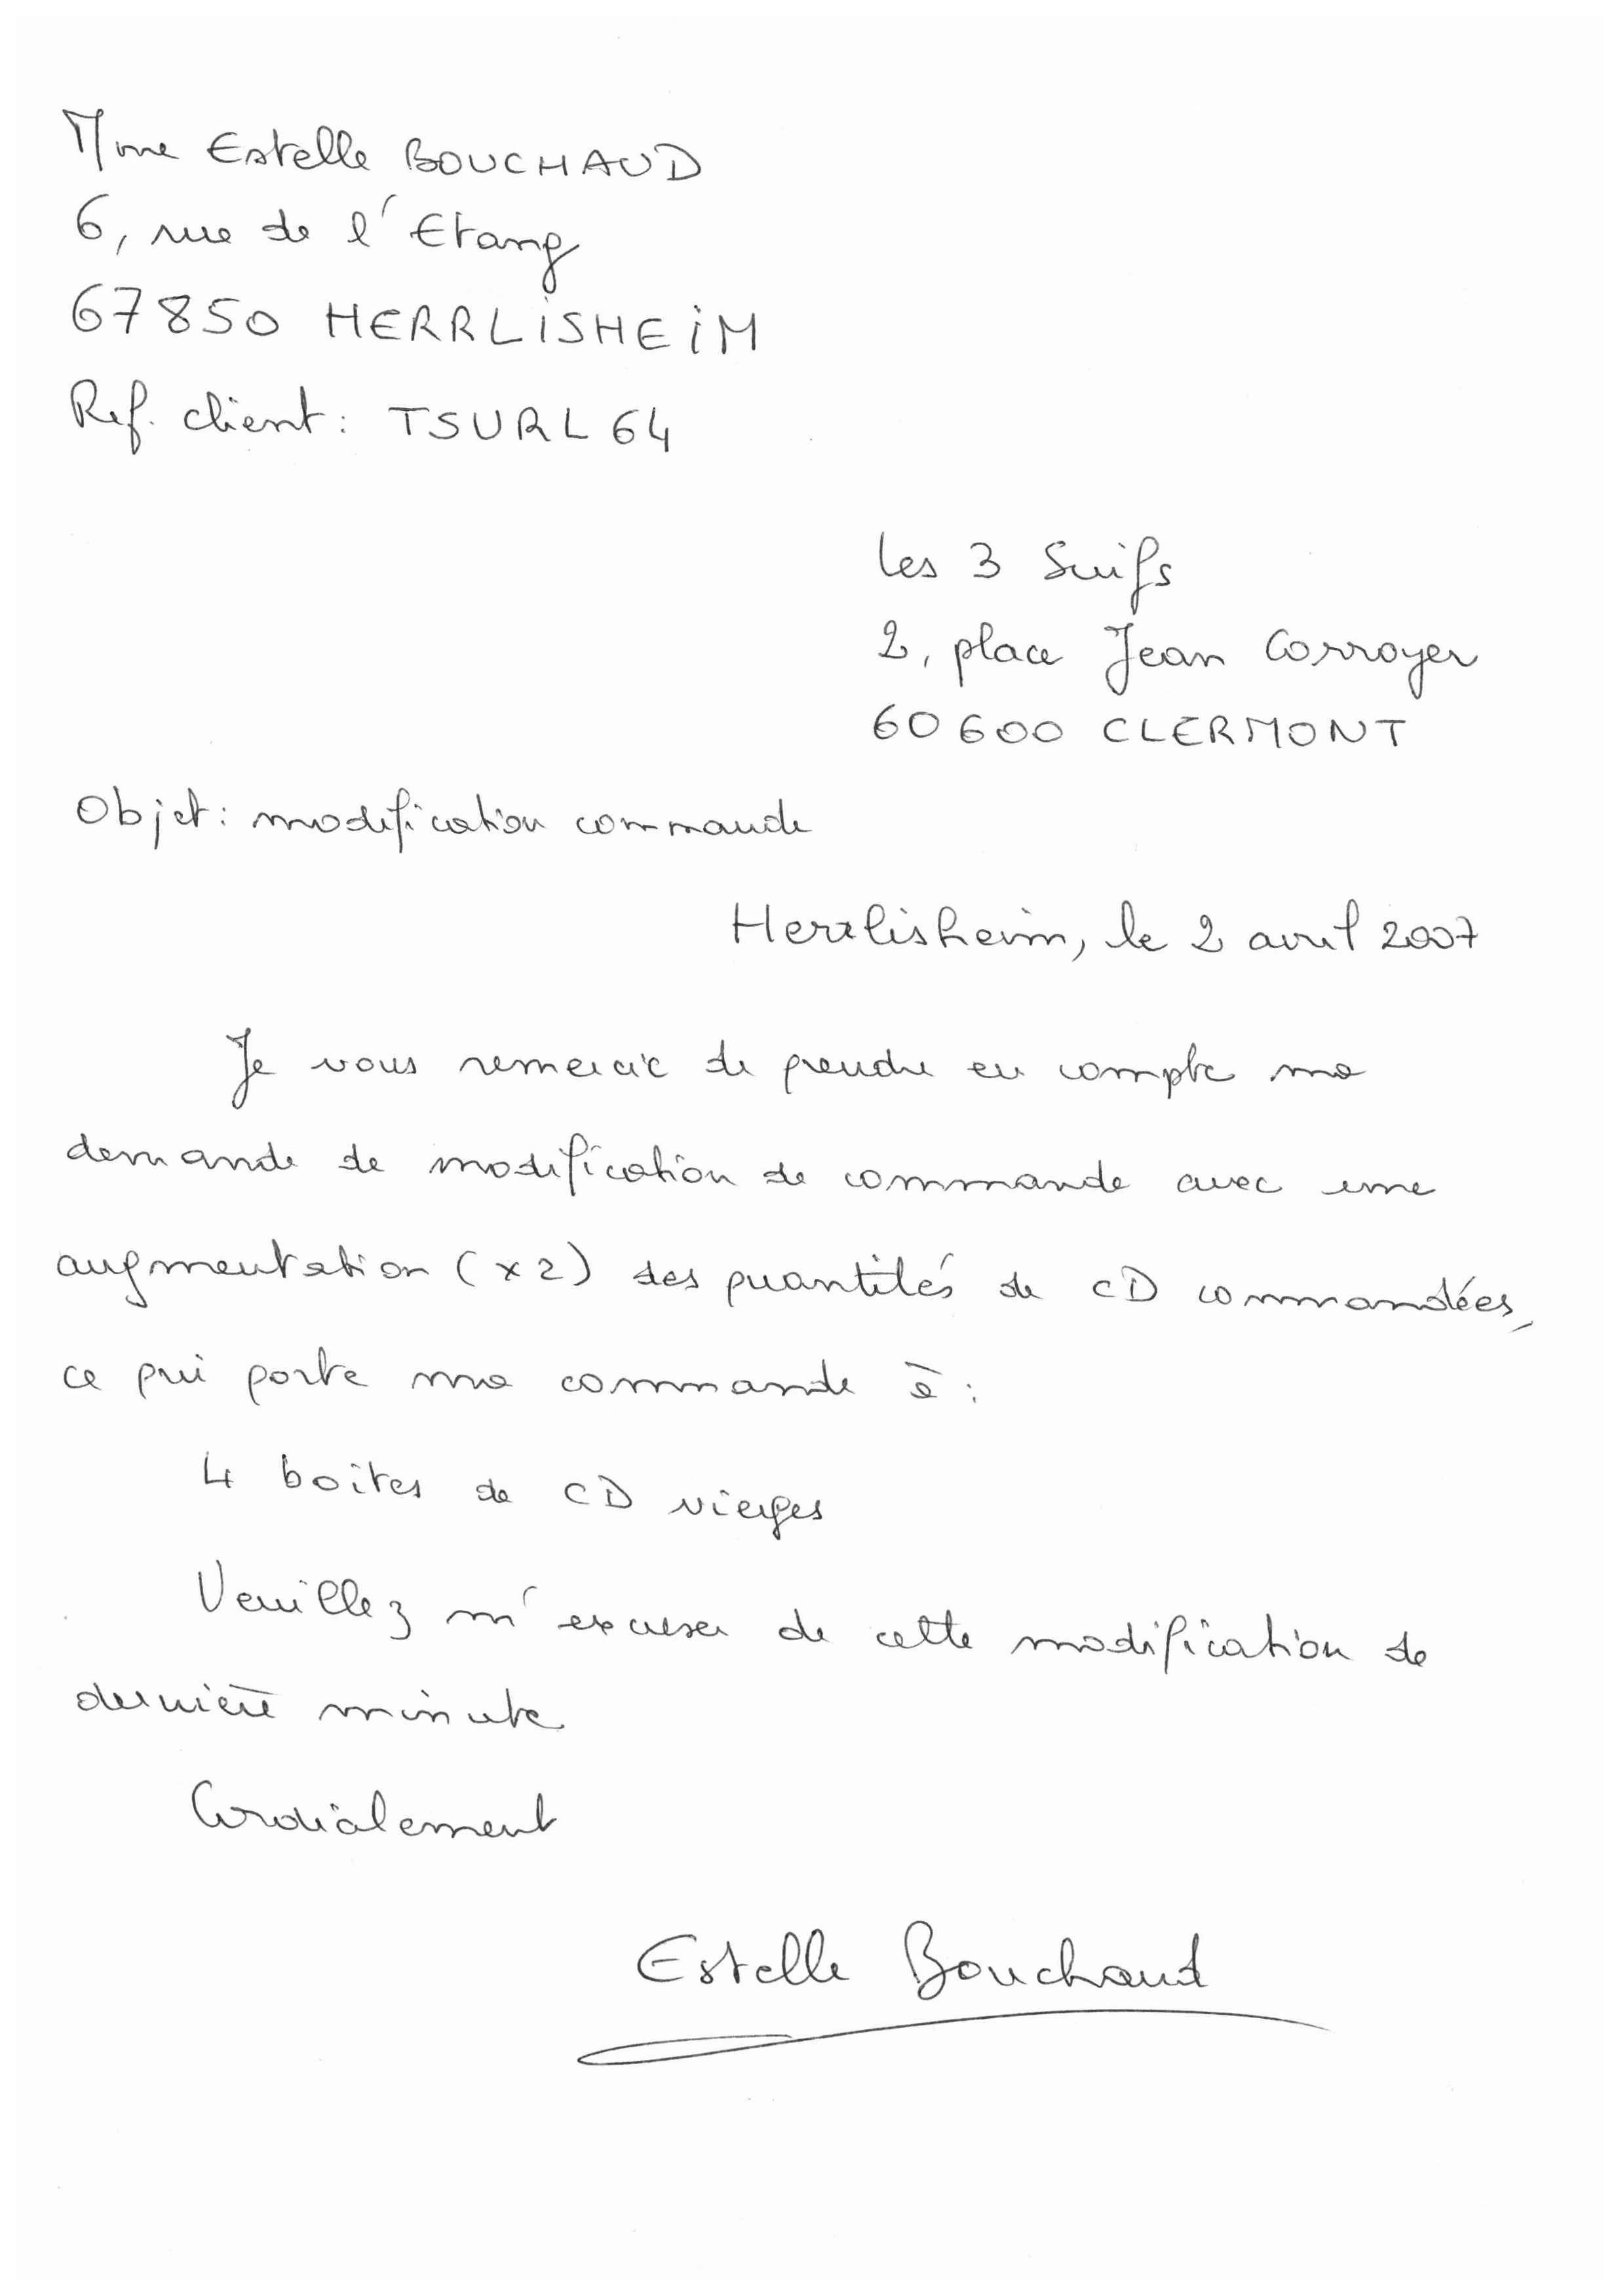 Mme Estelle BOUCHAUD
6, rue de l'Etang
67850 HERRLISHEIM
Ref. client : TSURL64
Les 3 Suifs
2, place Jean Corroyer
60600 CLERMONT
Objet : modification commande
Herrlisheim, le 2 avril 2007
Je vous remercie de prendre en compte ma
demande de modification de commande avec une
augmentation (x2) des quantités de CD commandées,
ce qui porte ma commande à :
4 boites de CD vierges
Veuillez m'excuser de cette modification de
dernière minute
Cordialement
Estelle Bouchaud